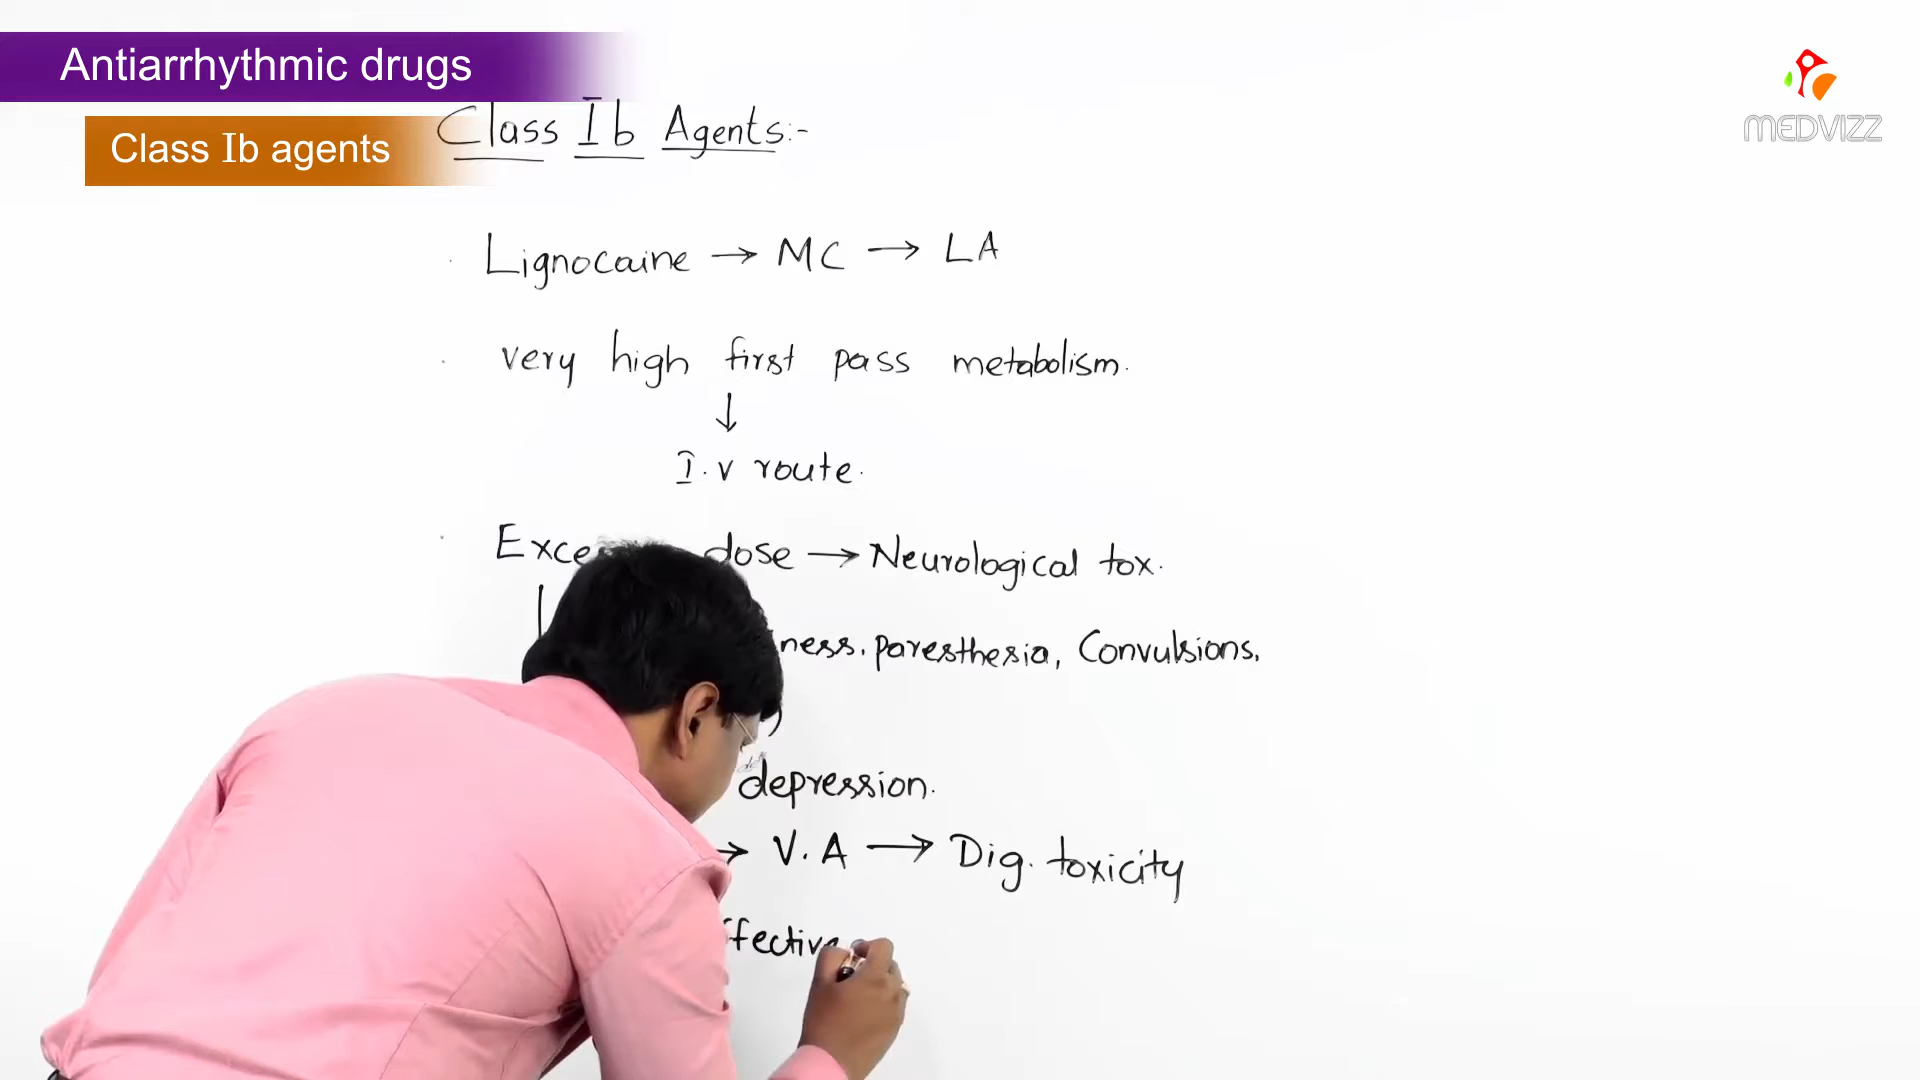 Antiarrhythmic drugs
Class Ib agents
MEDVIZZ
Class Ib Agents:-
Lignocaine → MC → LA
very high first pass metabolism.
↓
I.v route.
dose → Neurological tox.
paresthesia, Convulsions,
depression.
→ V.A → Dig. toxicity